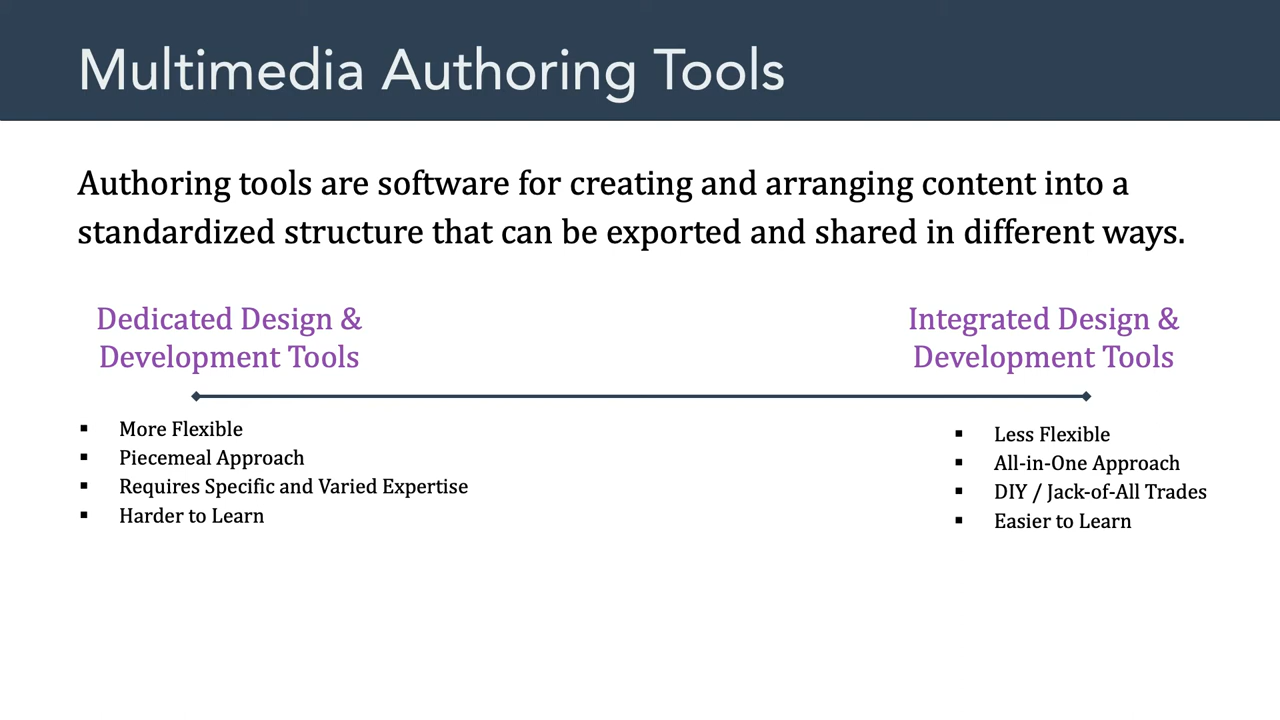 Multimedia Authoring Tools
Authoring tools are software for creating and arranging content into a
standardized structure that can be exported and shared in different ways.
Dedicated Design &
Development Tools
▪ More Flexible
▪ Piecemeal Approach
▪ Requires Specific and Varied Expertise
▪ Harder to Learn
Integrated Design &
Development Tools
▪ Less Flexible
▪ All-in-One Approach
▪ DIY / Jack-of-All Trades
▪ Easier to Learn